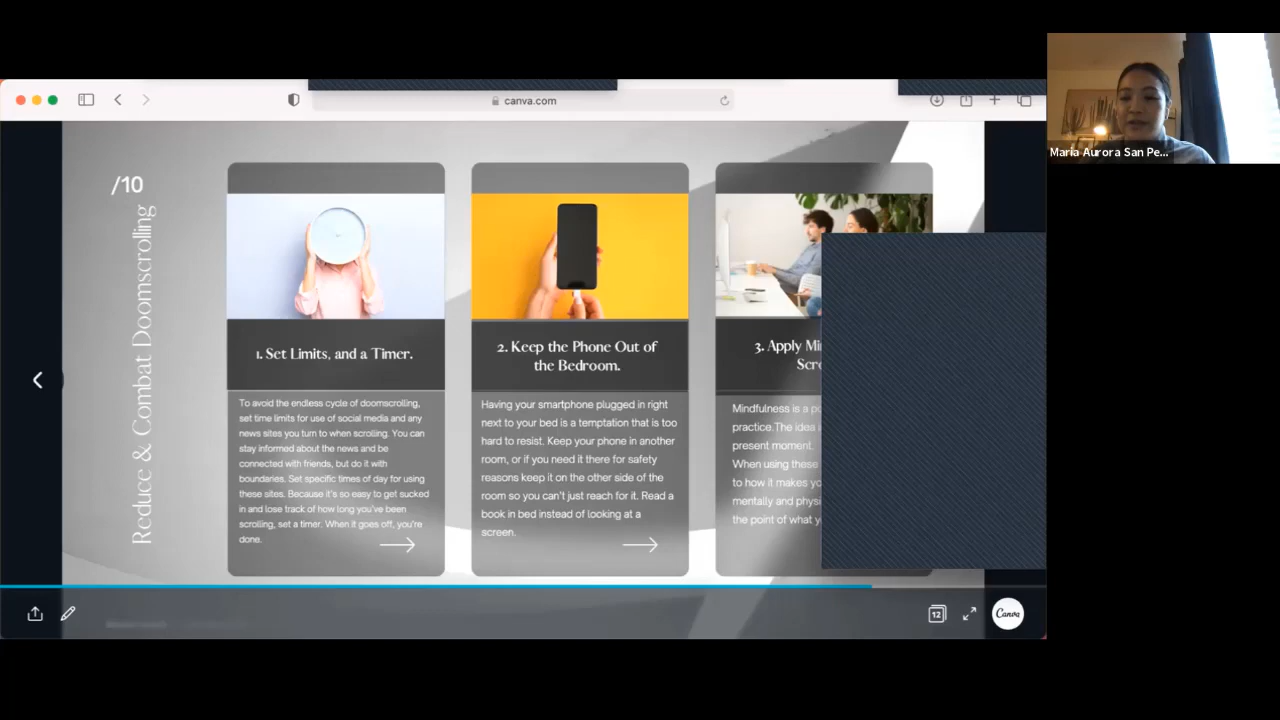 canva.com
María Aurora San Pe...
/10
Reduce & Combat Doomscrolling
1. Set Limits, and a Timer.
To avoid the endless cycle of doomscrolling,
set time limits for use of social media and any
news sites you turn to when scrolling. You can
stay informed about the news and be
connected with friends, but do it with
boundaries. Set specific times of day for using
these sites. Because it's so easy to get sucked
in and lose track of how long you've been
scrolling, set a timer. When it goes off, you're
done.
2. Keep the Phone Out of
the Bedroom.
Having your smartphone plugged in right
next to your bed is a temptation that is too
hard to resist. Keep your phone in another
room, or if you need it there for safety
reasons keep it on the other side of the
room so you can't just reach for it. Read a
book in bed instead of looking at a
screen.
3. Apply
Mindfulness is a
practice.The idea
present moment.
When using these
to how it makes
mentally and
the point of what
12
Canva